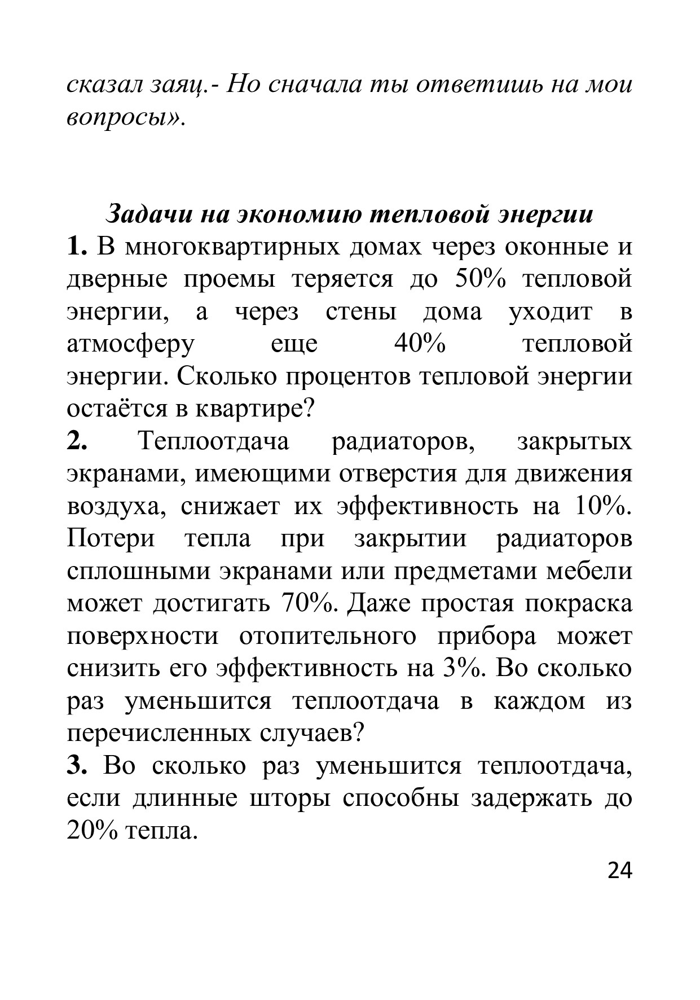 сказал заяц.- Но сначала ты ответишь на мои
вопросы».
Задачи на экономию тепловой энергии
1. В многоквартирных домах через оконные и
дверные проемы теряется до 50% тепловой
энергии, а через стены дома уходит в
атмосферу еще 40% тепловой
энергии. Сколько процентов тепловой энергии
остаётся в квартире?
2. Теплоотдача радиаторов, закрытых
экранами, имеющими отверстия для движения
воздуха, снижает их эффективность на 10%.
Потери тепла при закрытии радиаторов
сплошными экранами или предметами мебели
может достигать 70%. Даже простая покраска
поверхности отопительного прибора может
снизить его эффективность на 3%. Во сколько
раз уменьшится теплоотдача в каждом из
перечисленных случаев?
3. Во сколько раз уменьшится теплоотдача,
если длинные шторы способны задержать до
20% тепла.
24